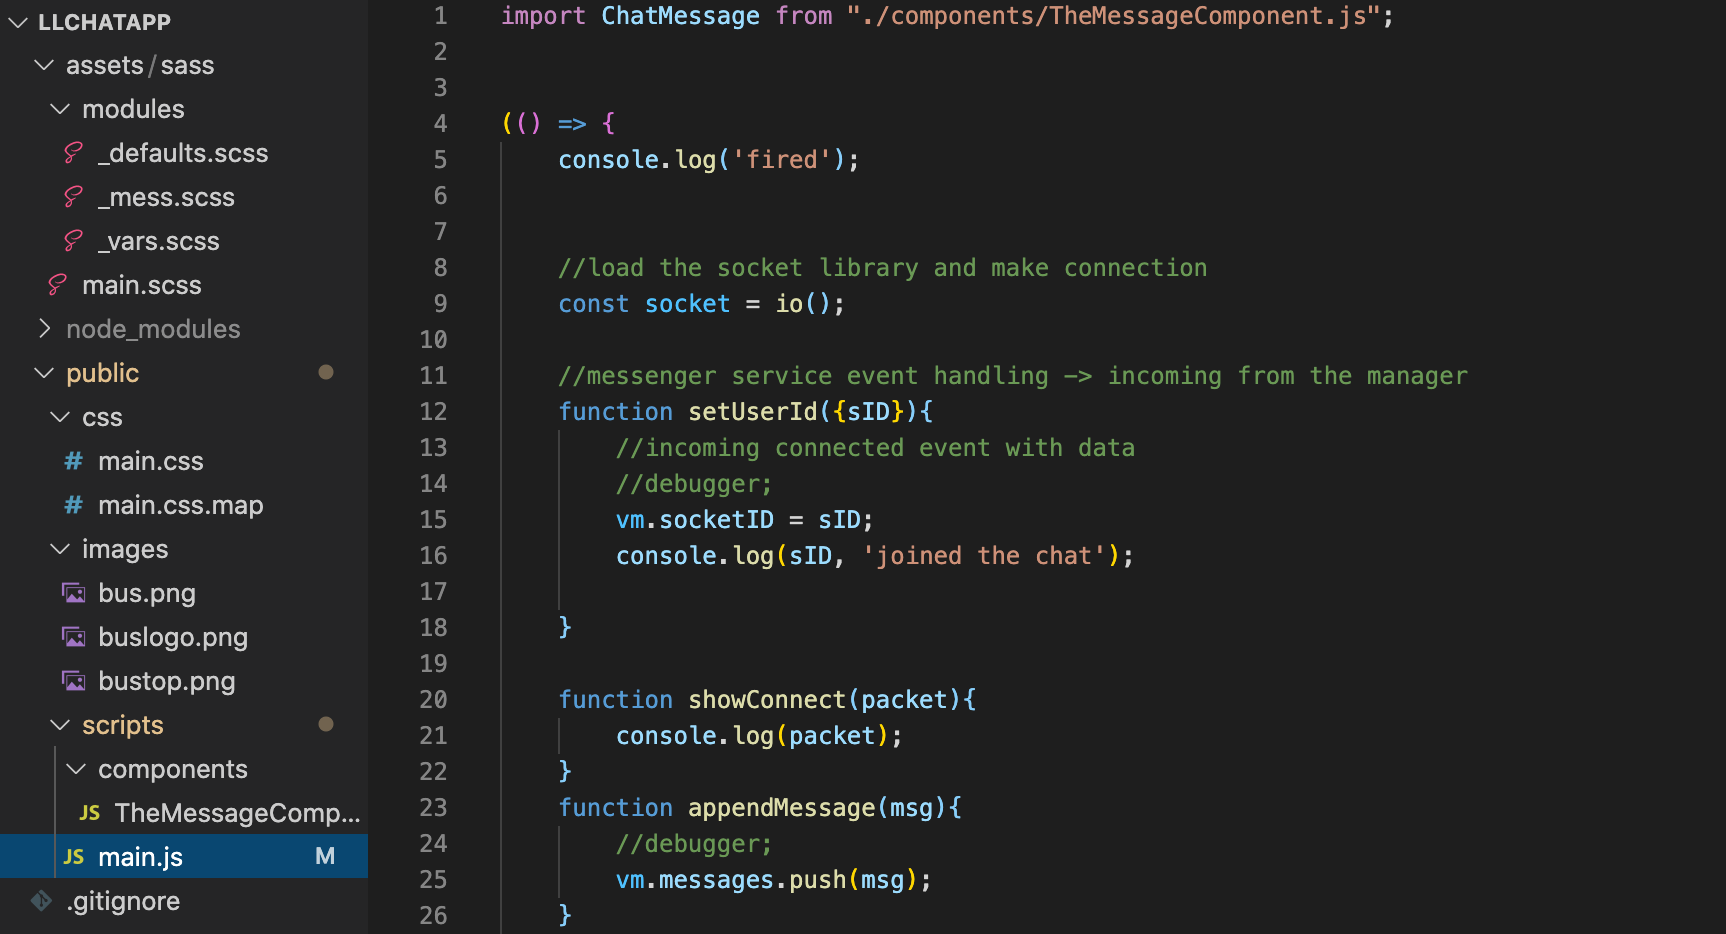 LLCHATAPP
assets/sass
modules
_defaults.scss
_mess.scss
_vars.scss
main.scss
node_modules
public
css
# main.css
# main.css.map
images
bus.png
buslogo.png
bustop.png
scripts
components
JS TheMessageComp...
JS main.js M
.gitignore
1 import ChatMessage from "./components/TheMessageComponent.js";
2
3
4 (() => {
5 console.log('fired');
6
7
8 //load the socket library and make connection
9 const socket = io();
10
11 //messenger service event handling -> incoming from the manager
12 function setUserId({sID}){
13 //incoming connected event with data
14 //debugger;
15 vm.socketID = sID;
16 console.log(sID, 'joined the chat');
17
18 }
19
20 function showConnect(packet){
21 console.log(packet);
22 }
23 function appendMessage(msg){
24 //debugger;
25 vm.messages.push(msg);
26 }